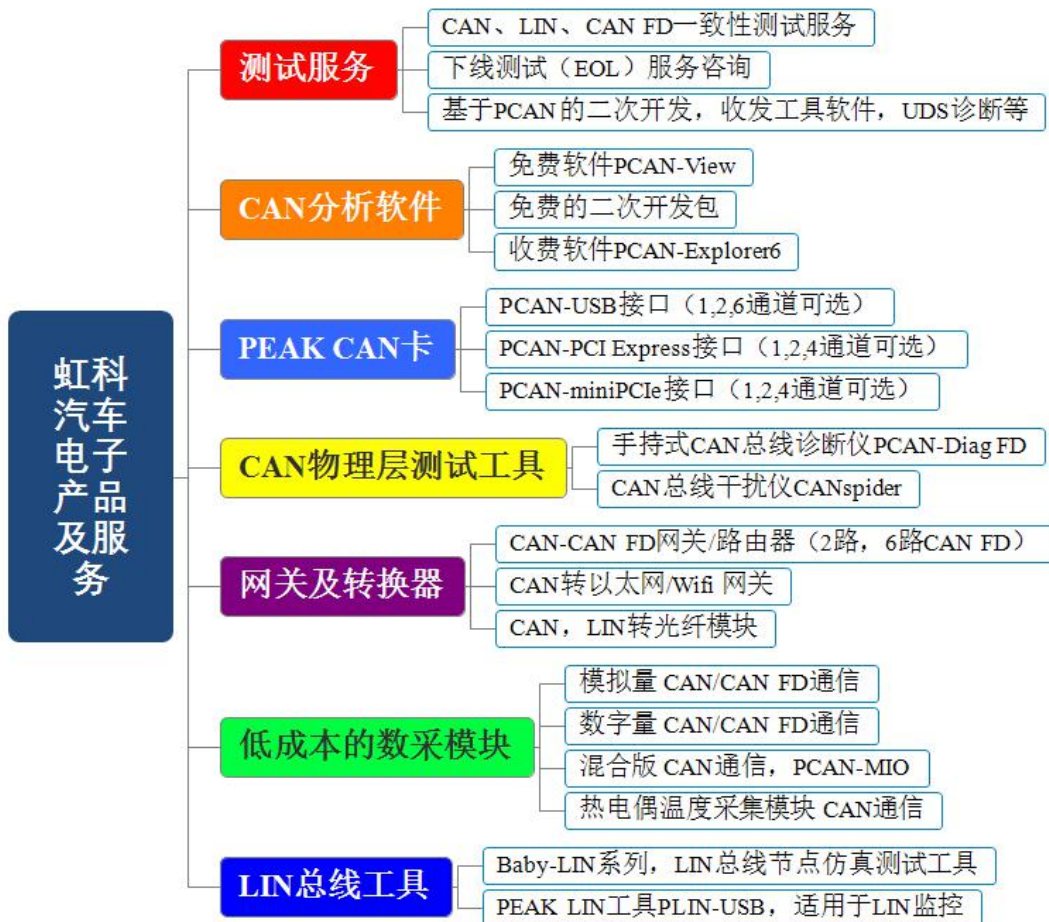 虹科
汽车
电子
产品
及服
务
测试服务
CAN、LIN、CAN FD一致性测试服务
下线测试（EOL）服务咨询
基于PCAN的二次开发，收发工具软件，UDS诊断等
CAN分析软件
免费软件PCAN-View
免费的二次开发包
收费软件PCAN-Explorer6
PEAK CAN卡
PCAN-USB接口（1,2,6通道可选）
PCAN-PCI Express接口（1,2,4通道可选）
PCAN-miniPCIe接口（1,2,4通道可选）
CAN物理层测试工具
手持式CAN总线诊断仪PCAN-Diag FD
CAN总线干扰仪CANspider
网关及转换器
CAN-CAN FD网关/路由器（2路，6路CAN FD）
CAN转以太网/Wifi 网关
CAN，LIN转光纤模块
低成本的数采模块
模拟量 CAN/CAN FD通信
数字量 CAN/CAN FD通信
混合版 CAN通信，PCAN-MIO
热电偶温度采集模块 CAN通信
LIN总线工具
Baby-LIN系列，LIN总线节点仿真测试工具
PEAK LIN工具PLIN-USB，适用于LIN监控